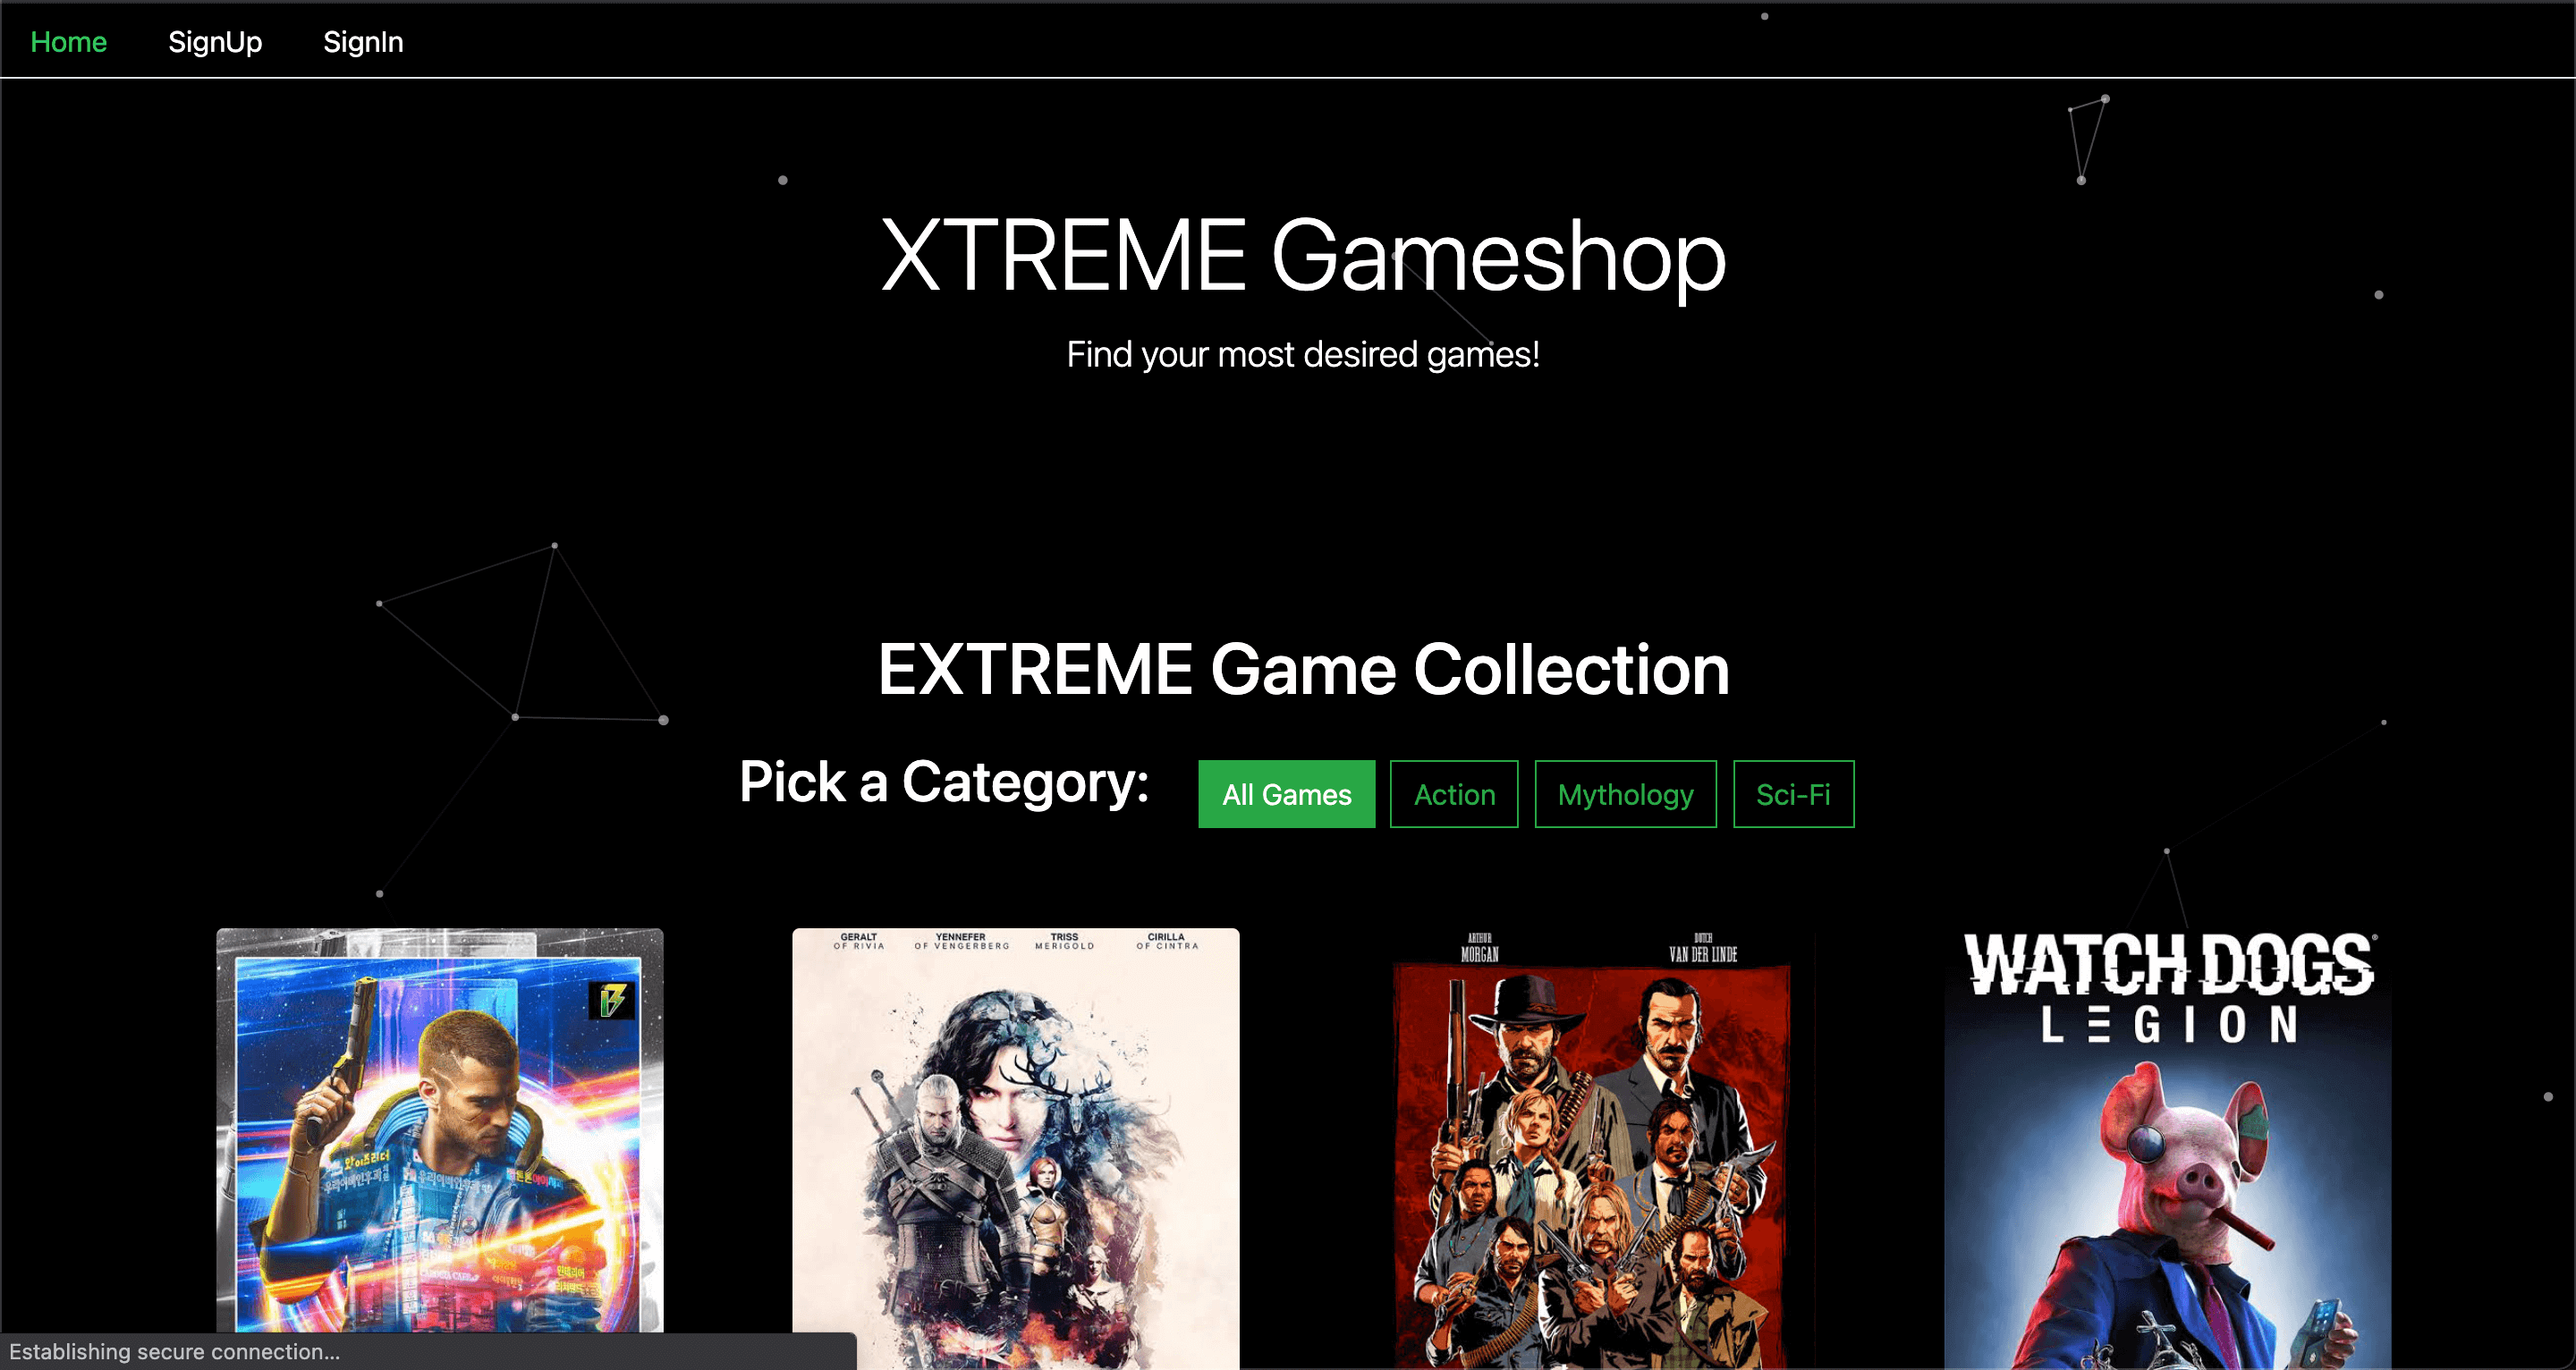 Home SignUp SignIn
XTREME Gameshop
Find your most desired games!
EXTREME Game Collection
Pick a Category: All Games Action Mythology Sci-Fi
GERALT OF RIVIA
YENNEFER OF VENGERBERG
TRISS MERIGOLD
CIRILLA OF CINTRA
ARTHUR MORGAN
DUTCH VAN DER LINDE
WATCH DOGS
LEGION
Establishing secure connection...